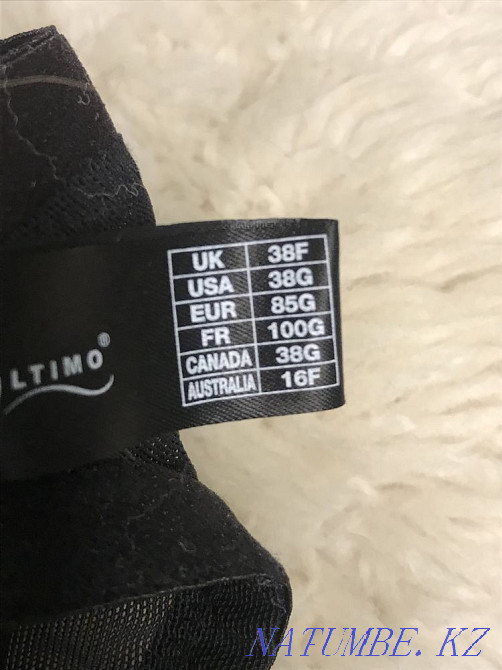 UK 38F
USA 38G
EUR 85G
FR 100G
CANADA 38G
AUSTRALIA 16F
LTIMO®
NATUMBE.KZ